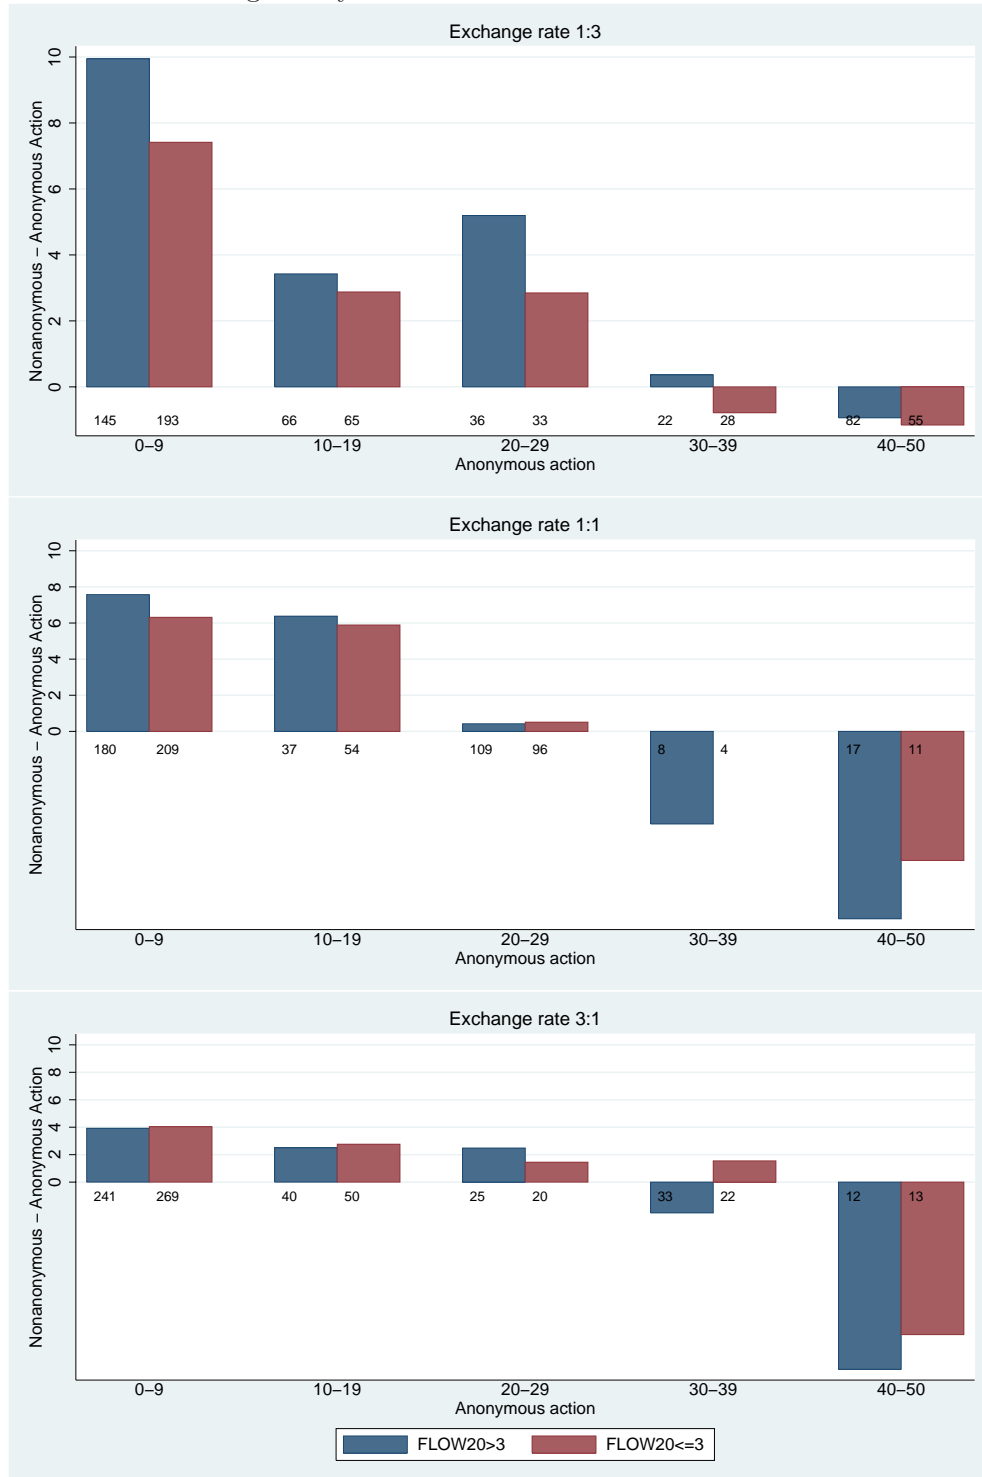 Exchange rate 1:3
Nonanonymous − Anonymous Action
10
8
6
4
2
0
145 193 66 65 36 33 22 28 82 55
0−9 10−19 20−29 30−39 40−50
Anonymous action
Exchange rate 1:1
Nonanonymous − Anonymous Action
10
8
6
4
2
0
180 209 37 54 109 96 8 4 17 11
0−9 10−19 20−29 30−39 40−50
Anonymous action
Exchange rate 3:1
Nonanonymous − Anonymous Action
10
8
6
4
2
0
241 269 40 50 25 20 33 22 12 13
0−9 10−19 20−29 30−39 40−50
Anonymous action
FLOW20>3 FLOW20<=3